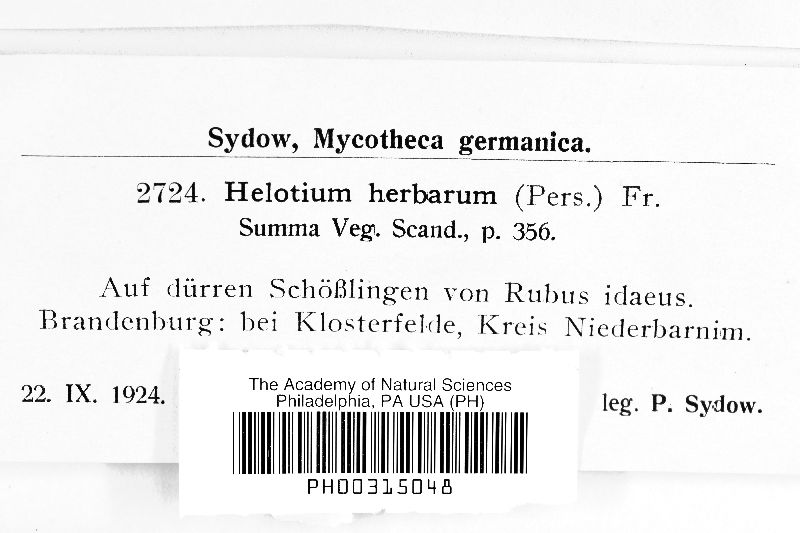 Sydow, Mycotheca germanica.
2724. Helotium herbarum (Pers.) Fr.
Summa Veg. Scand., p. 356.
Auf dürren Schößlingen von Rubus idaeus.
Brandenburg: bei Klosterfelde, Kreis Niederbarnim.
22. IX. 1924.
leg. P. Sydow.
The Academy of Natural Sciences
Philadelphia, PA USA (PH)
PH00315048